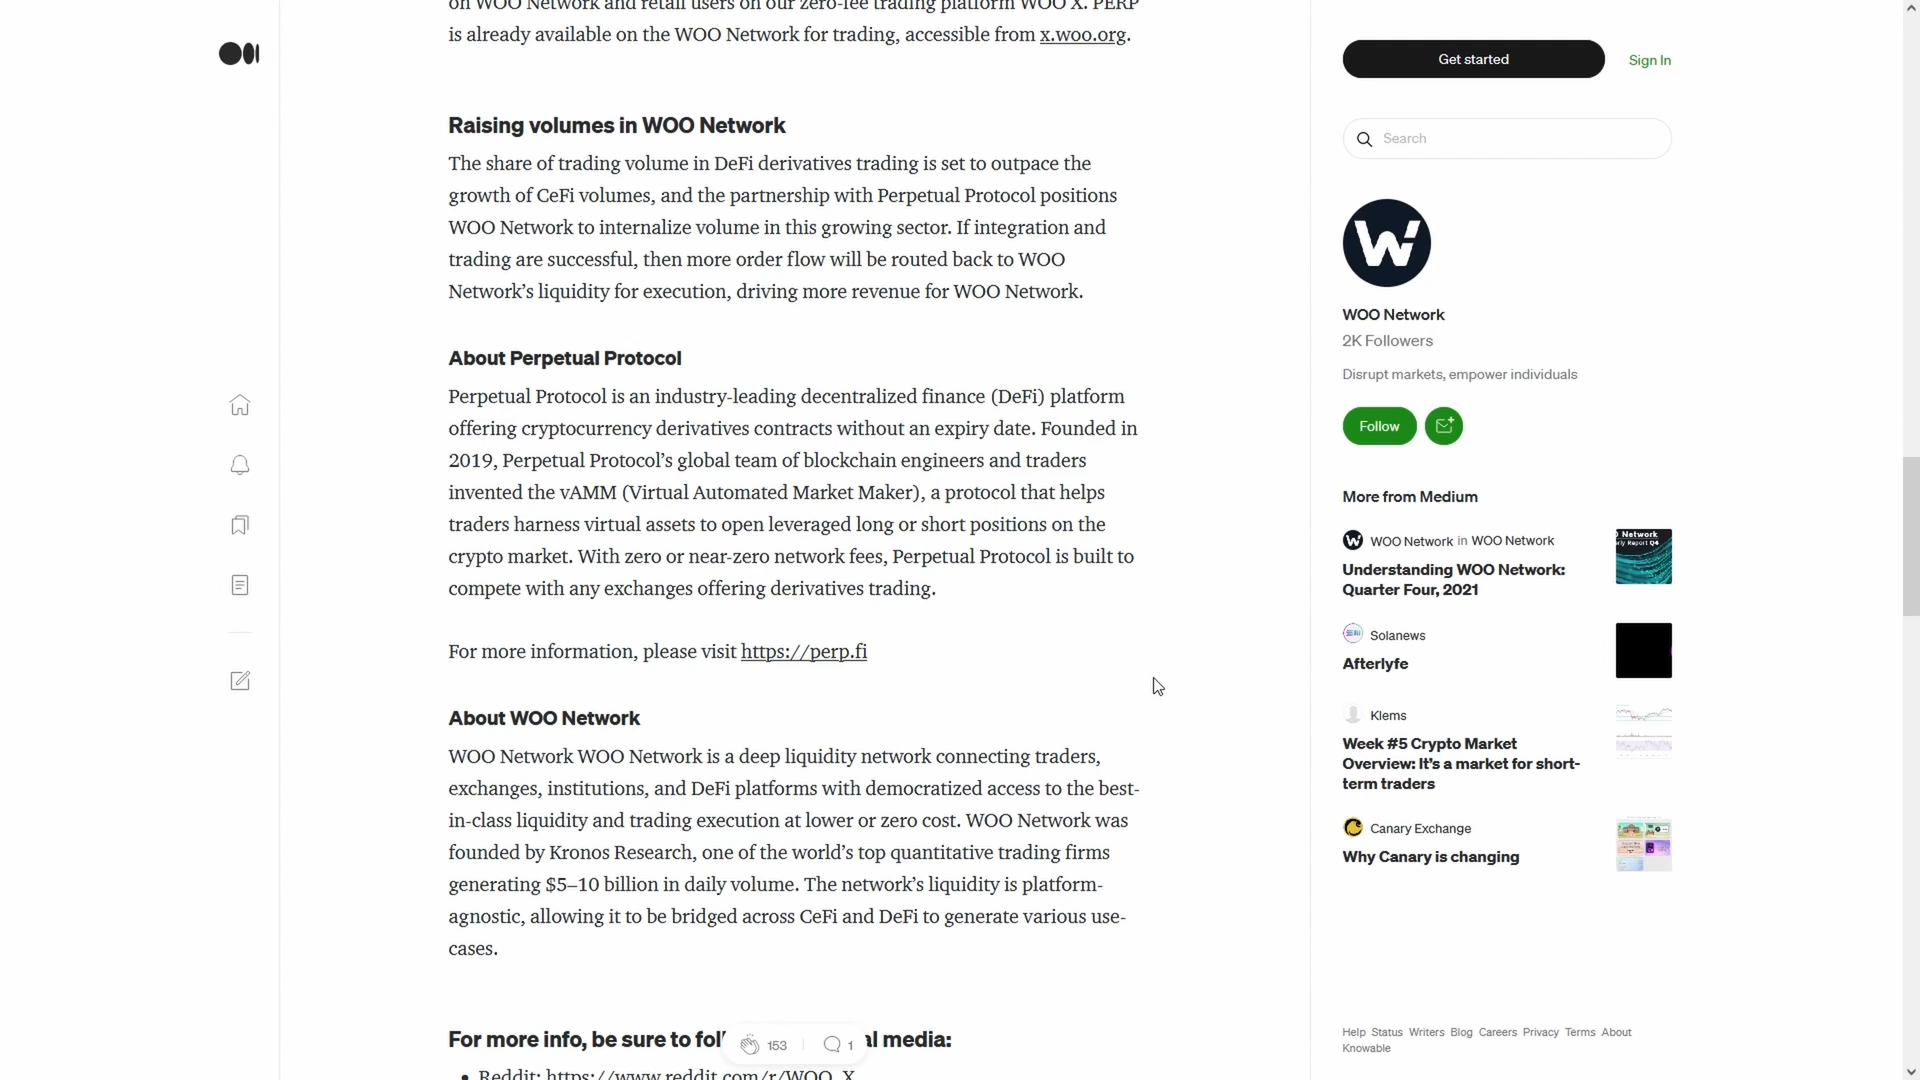 on WOO Network and retail users on our zero-fee trading platform WOO X. PERP
is already available on the WOO Network for trading, accessible from x.woo.org.
Raising volumes in WOO Network
The share of trading volume in DeFi derivatives trading is set to outpace the
growth of CeFi volumes, and the partnership with Perpetual Protocol positions
WOO Network to internalize volume in this growing sector. If integration and
trading are successful, then more order flow will be routed back to WOO
Network’s liquidity for execution, driving more revenue for WOO Network.
About Perpetual Protocol
Perpetual Protocol is an industry-leading decentralized finance (DeFi) platform
offering cryptocurrency derivatives contracts without an expiry date. Founded in
2019, Perpetual Protocol’s global team of blockchain engineers and traders
invented the vAMM (Virtual Automated Market Maker), a protocol that helps
traders harness virtual assets to open leveraged long or short positions on the
crypto market. With zero or near-zero network fees, Perpetual Protocol is built to
compete with any exchanges offering derivatives trading.
For more information, please visit https://perp.fi
About WOO Network
WOO Network WOO Network is a deep liquidity network connecting traders,
exchanges, institutions, and DeFi platforms with democratized access to the best-
in-class liquidity and trading execution at lower or zero cost. WOO Network was
founded by Kronos Research, one of the world’s top quantitative trading firms
generating $5–10 billion in daily volume. The network’s liquidity is platform-
agnostic, allowing it to be bridged across CeFi and DeFi to generate various use-
cases.
For more info, be sure to fol al media:
153 1
Reddit: https://www.reddit.com/r/WOO_X
Get started Sign In
Search
WOO Network
2K Followers
Disrupt markets, empower individuals
Follow
More from Medium
WOO Network in WOO Network
Understanding WOO Network:
Quarter Four, 2021
Network
Report Q4
Solanews
Afterlyfe
Klems
Week #5 Crypto Market
Overview: It’s a market for short-
term traders
Canary Exchange
Why Canary is changing
Help Status Writers Blog Careers Privacy Terms About
Knowable